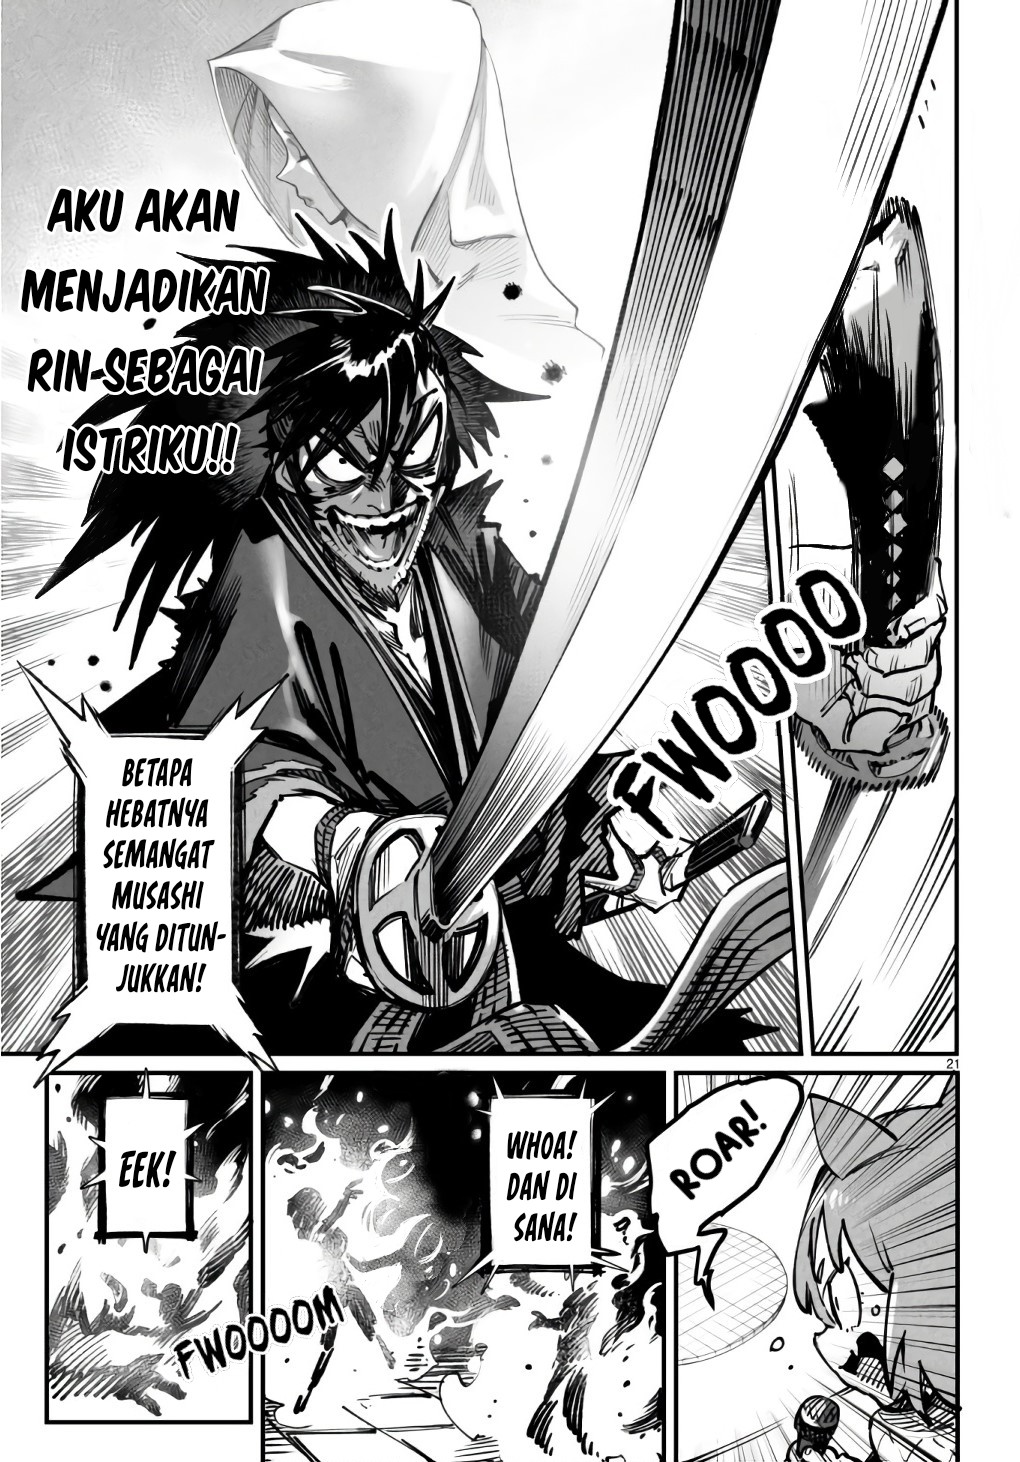 AKU AKAN
MENJADIKAN
RIN-SEBAGAI
ISTRIKU!!
FWOOOO
BETAPA
HEBATNYA
SEMANGAT
MUSASHI
YANG DITUN-
JUKKAN!
21
ROAR!
WHOA!
DAN DI
SANA!
FWOOOOM
EEK!